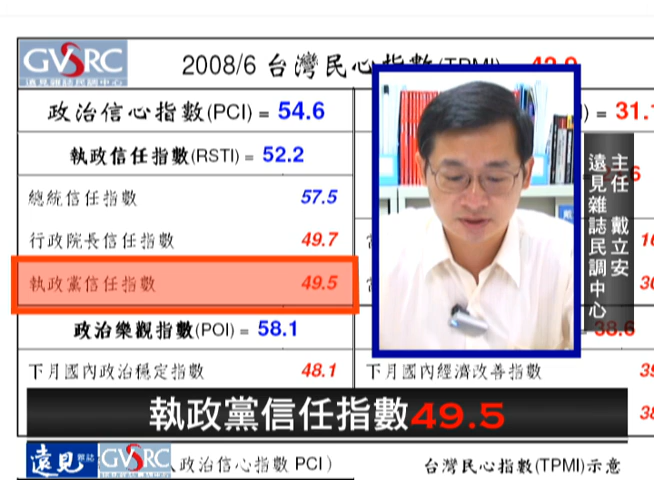 GVSRC
遠見雜誌民調中心
2008/6 台灣民心指數(TPMI) 42.9
政治信心指數(PCI) = 54.6
) = 31.1
執政信任指數(RSTI) = 52.2
總統信任指數 57.5
行政院長信任指數 49.7
執政黨信任指數 49.5
政治樂觀指數(POI) = 58.1
38.6
下月國內政治穩定指數 48.1
下月國內經濟改善指數
主任 戴立安
遠見雜誌民調中心
執政黨信任指數49.5
遠見 雜誌
GVSRC
政治信心指數 PCI)
台灣民心指數(TPMI)示意